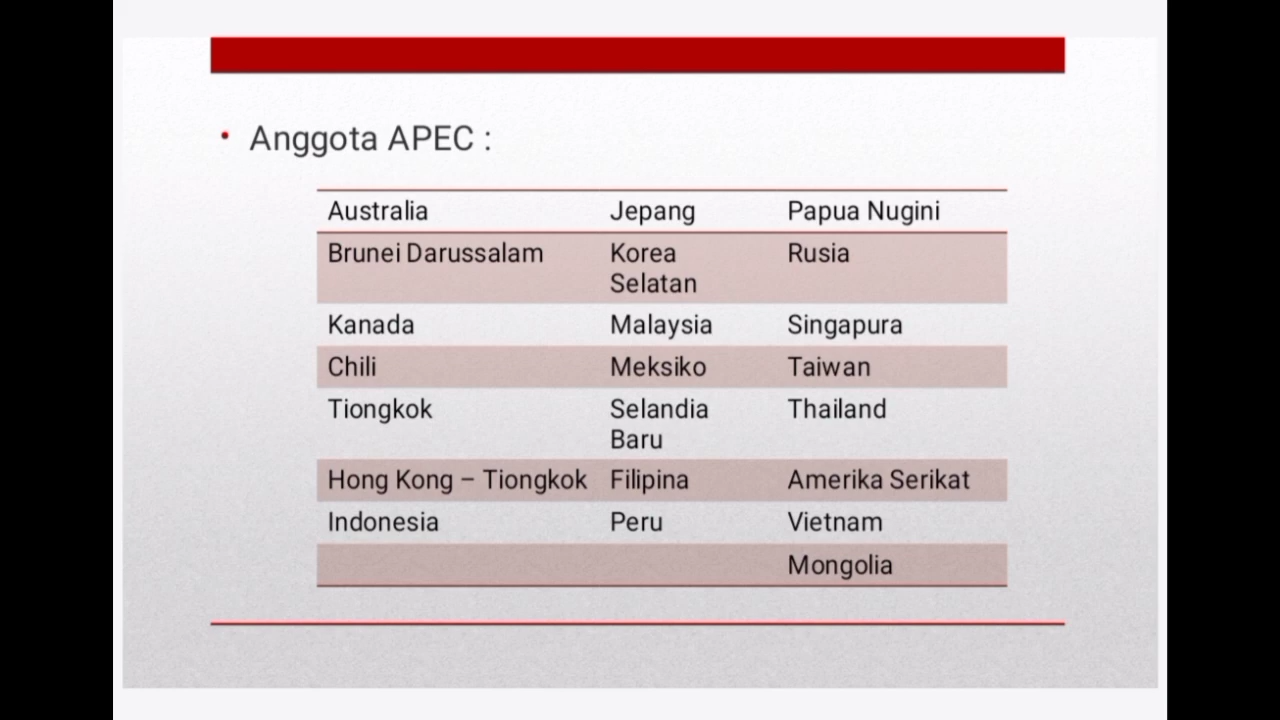 • Anggota APEC :
Australia Jepang Papua Nugini
Brunei Darussalam Korea Selatan Rusia
Kanada Malaysia Singapura
Chili Meksiko Taiwan
Tiongkok Selandia Baru Thailand
Hong Kong – Tiongkok Filipina Amerika Serikat
Indonesia Peru Vietnam
Mongolia